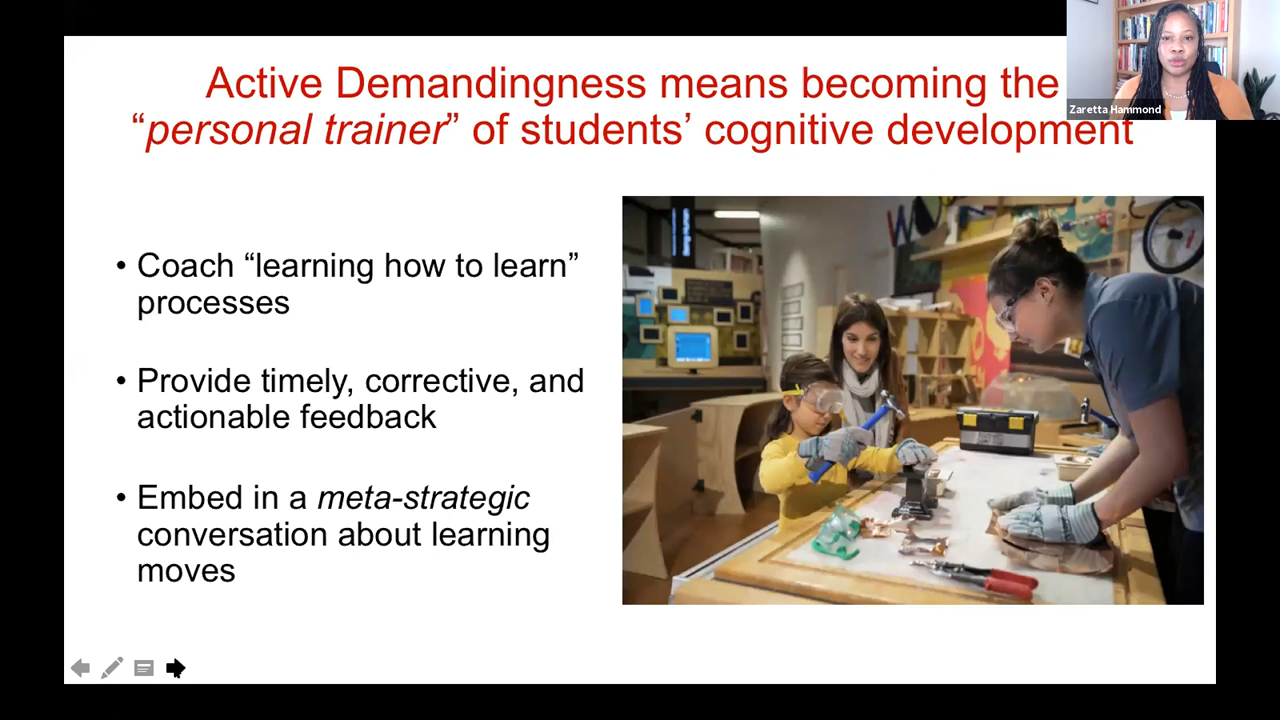 Active Demandingness means becoming the
“personal trainer” of students’ cognitive development
Zaretta Hammond
• Coach “learning how to learn”
processes
• Provide timely, corrective, and
actionable feedback
• Embed in a meta-strategic
conversation about learning
moves